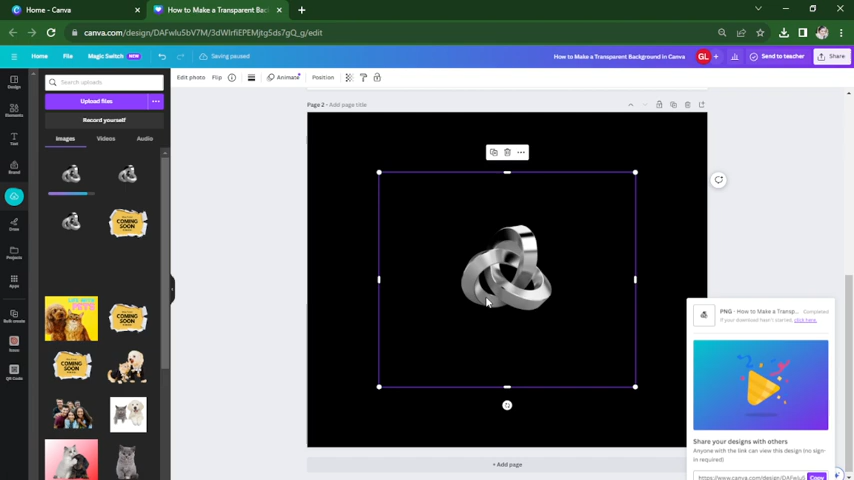 Home - Canva
How to Make a Transparent Bac
canva.com/design/DAFwIu5bV7M/3dWIrfiEPEMjtg5ds7gQ_g/edit
Home
File
Magic Switch NEW
Saving paused
How to Make a Transparent Background in Canva
GL
Send to teacher
Share
Design
Elements
Text
Brand
Draw
Projects
Apps
Bulk create
Icons
QR Code
Search uploads
Upload files
Record yourself
Images
Videos
Audio
COMING SOON
LIFE WITH PETS
COMING SOON
COMING SOON
Edit photo
Flip
Animate
Position
Page 2 - Add page title
+ Add page
PNG - How to Make a Transp...
Completed
If your download hasn't started, click here.
Share your designs with others
Anyone with the link can view this design (no sign-
in required)
Copy